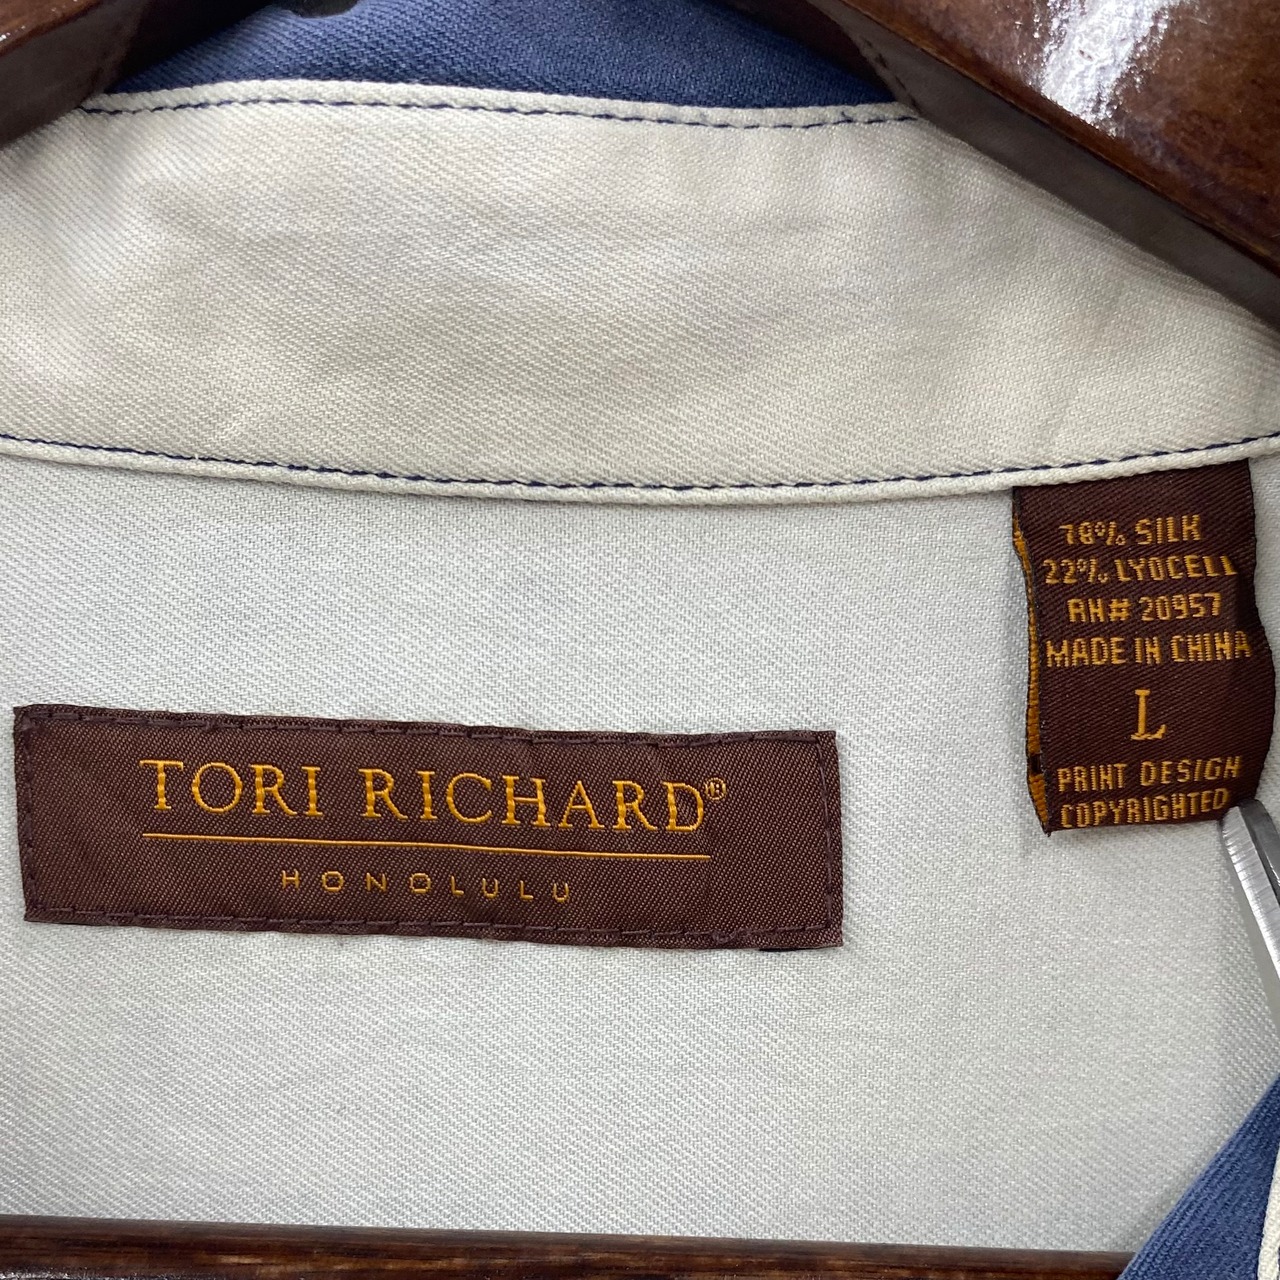 78% SILK
22% LYOCELL
RN# 20957
MADE IN CHINA
L
PRINT DESIGN
COPYRIGHTED
TORI RICHARD®
HONOLULU